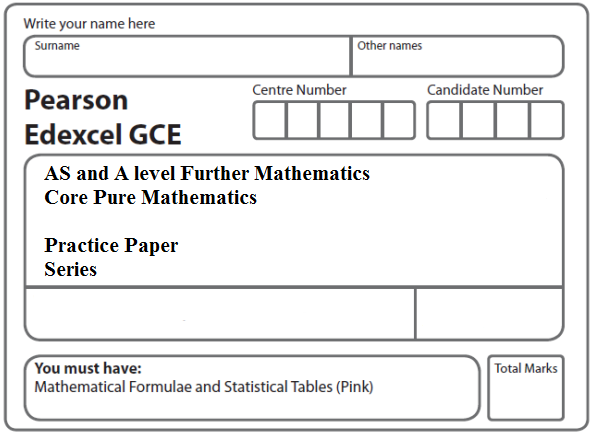 Write your name here
Surname
Other names
Pearson
Edexcel GCE
Centre Number
Candidate Number
AS and A level Further Mathematics
Core Pure Mathematics
Practice Paper
Series
You must have:
Mathematical Formulae and Statistical Tables (Pink)
Total Marks